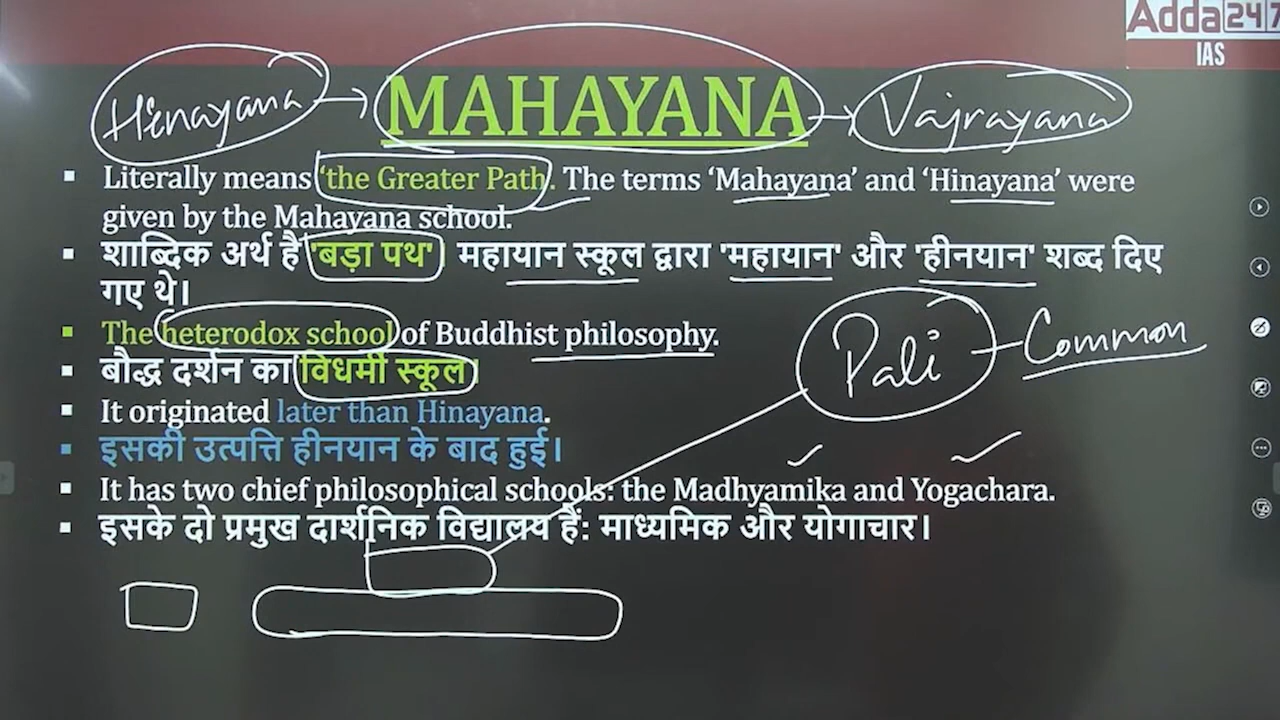 Adda247
IAS
Hinayana → MAHAYANA → Vajrayana
▪ Literally means 'the Greater Path. The terms 'Mahayana' and 'Hinayana' were
given by the Mahayana school.
▪ शाब्दिक अर्थ है 'बड़ा पथ' महायान स्कूल द्वारा 'महायान' और 'हीनयान' शब्द दिए
गए थे।
▪ The heterodox school of Buddhist philosophy.
Pali - Common
▪ बौद्ध दर्शन का विधर्मी स्कूल।
▪ It originated later than Hinayana.
▪ इसकी उत्पत्ति हीनयान के बाद हुई।
▪ It has two chief philosophical schools: the Madhyamika and Yogachara.
▪ इसके दो प्रमुख दार्शनिक विद्यालय हैं: माध्यमिक और योगाचार।